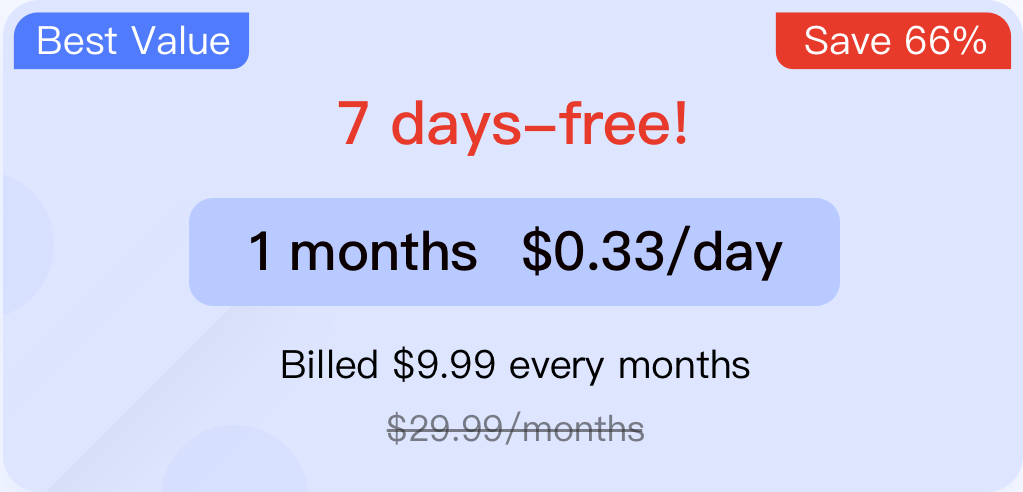 Best Value
Save 66%
7 days-free!
1 months $0.33/day
Billed $9.99 every months
$29.99/months